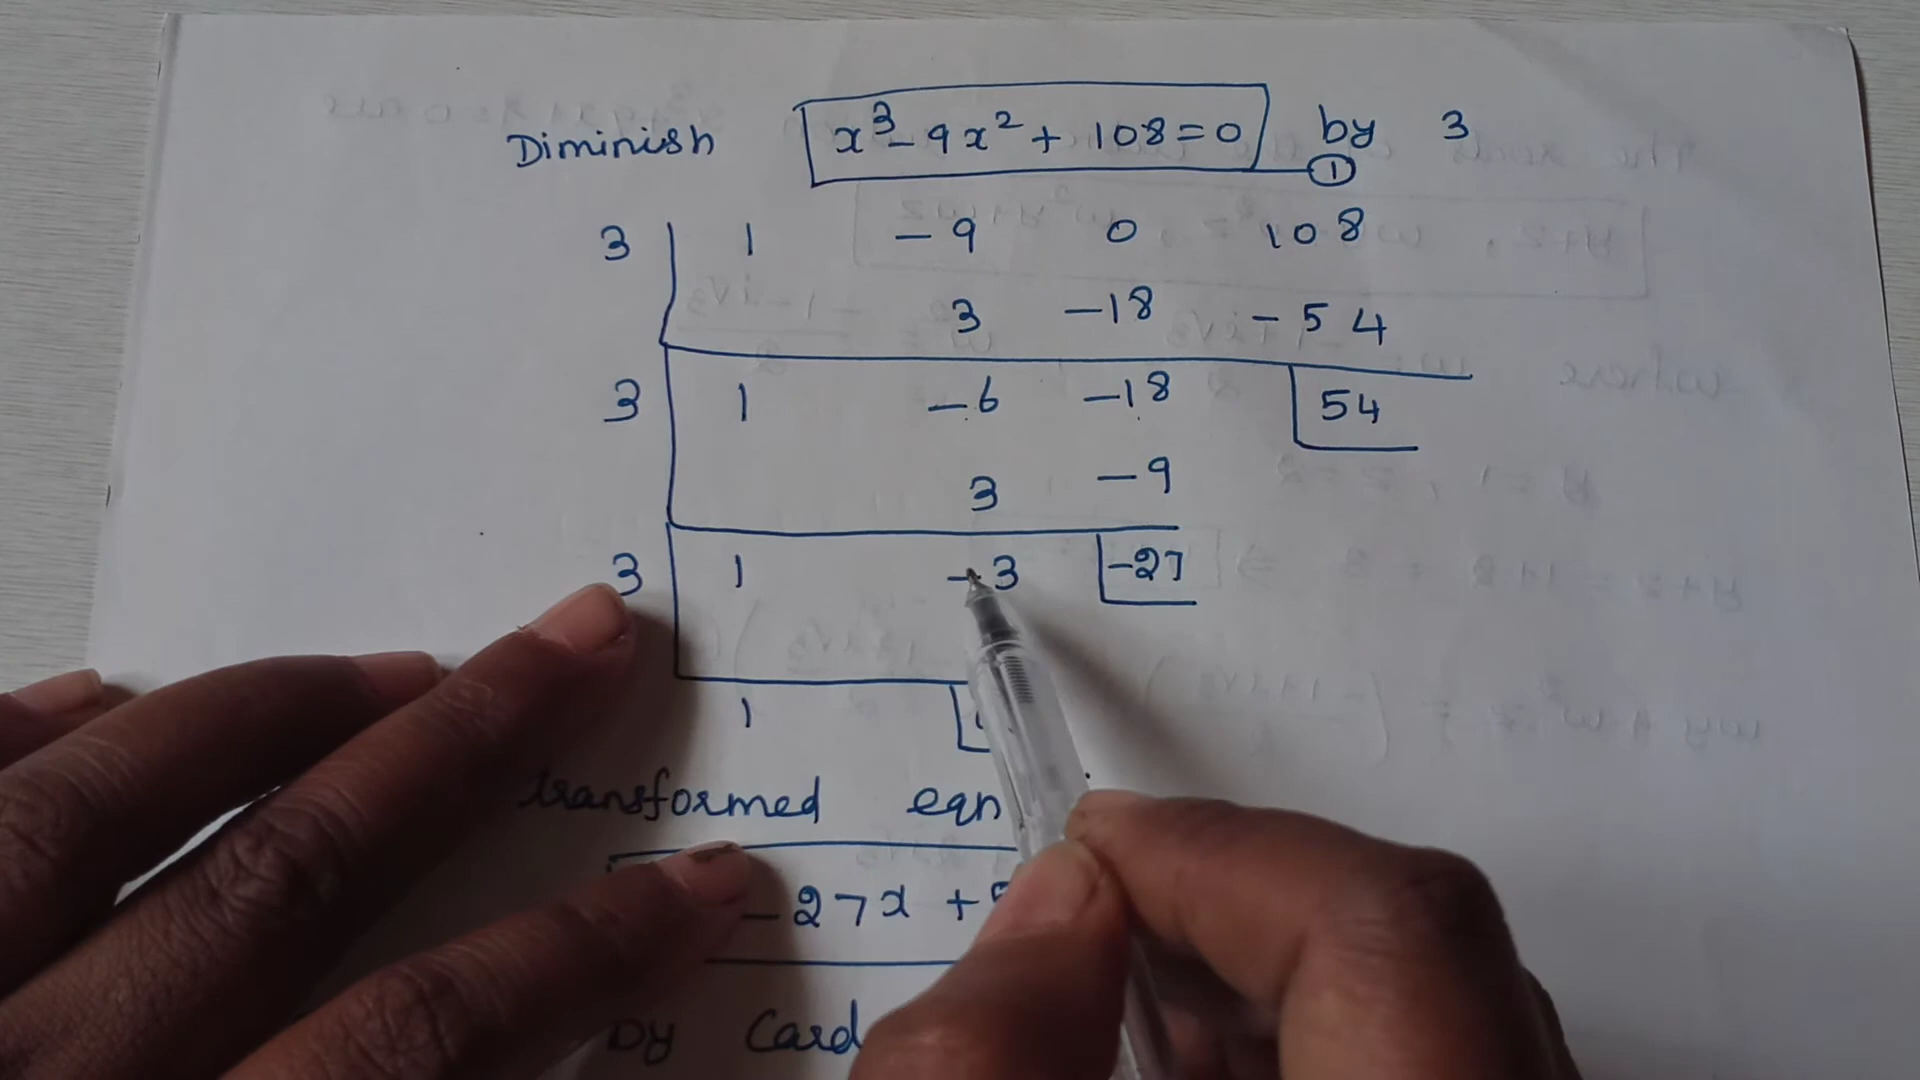 Diminish x³ - 9x² + 108 = 0 by 3
①
3 | 1 - 9 0 108
3 - 18 - 54
3 | 1 - 6 - 18 54
3 - 9
3 | 1 - 3 -27
1
transformed eqn
- 27x +
by